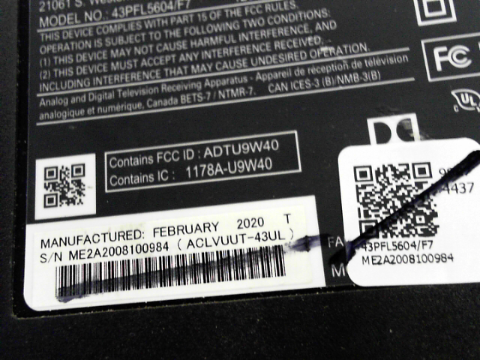 21061 S. Weste
MODEL NO.: 43PFL5604/F7
THIS DEVICE COMPLIES WITH PART 15 OF THE FCC RULES.
OPERATION IS SUBJECT TO THE FOLLOWING TWO CONDITIONS:
(1) THIS DEVICE MAY NOT CAUSE HARMFUL INTERFERENCE, AND
(2) THIS DEVICE MUST ACCEPT ANY INTERFERENCE RECEIVED,
INCLUDING INTERFERENCE THAT MAY CAUSE UNDESIRED OPERATION.
Analog and Digital Television Receiving Apparatus - Appareil de réception de télévision
analogique et numérique, Canada BETS-7 / NTMR-7. CAN ICES-3 (B)/NMB-3(B)
FC
UL
Contains FCC ID : ADTU9W40
Contains IC : 1178A-U9W40
MANUFACTURED: FEBRUARY 2020 T
S/N ME2A2008100984 ( ACLVUUT-43UL )
FA
M
4437
43PFL5604/F7
ME2A2008100984